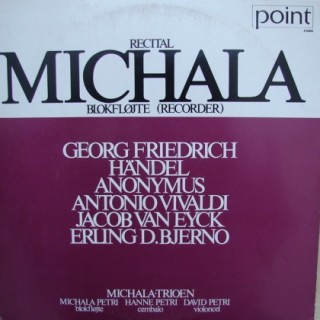 RECITAL
point
MICHALA
BLOKFLØJTE (RECORDER)
GEORG FRIEDRICH
HÄNDEL
ANONYMUS
ANTONIO VIVALDI
JACOB VAN EYCK
ERLING D. BJERNO
MICHALA-TRIOEN
MICHALA PETRI HANNE PETRI DAVID PETRI
blokfløjte cembalo violoncel